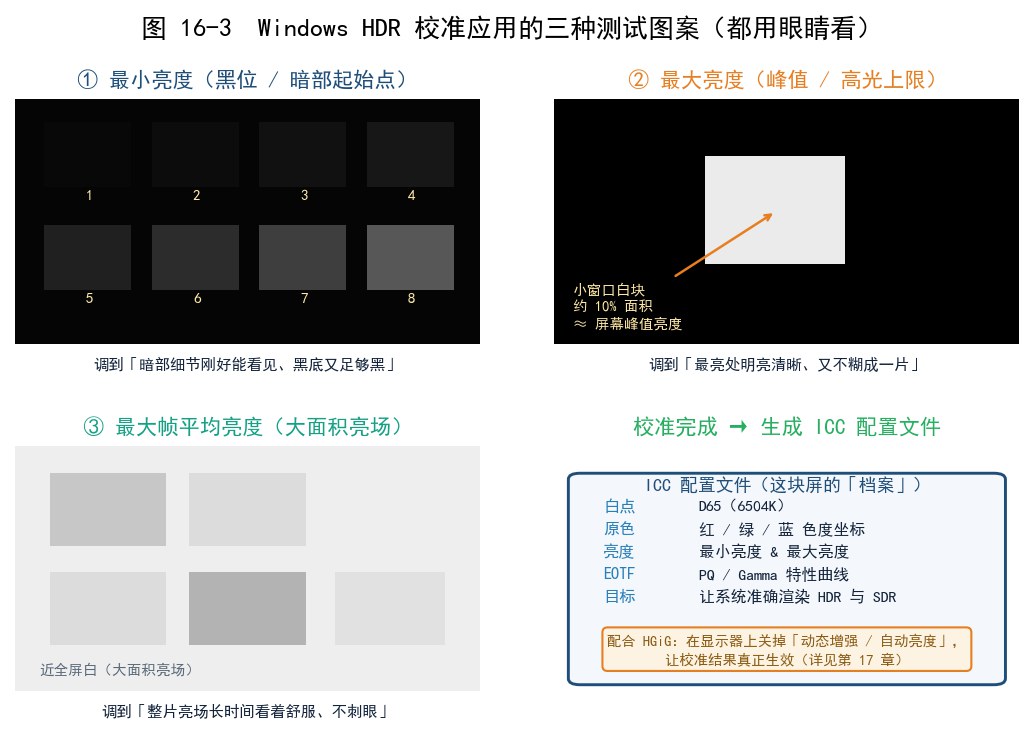 图 16-3  Windows HDR 校准应用的三种测试图案（都用眼睛看）
① 最小亮度（黑位 / 暗部起始点）
1
2
3
4
5
6
7
8
调到「暗部细节刚好能看见、黑底又足够黑」
② 最大亮度（峰值 / 高光上限）
小窗口白块
约 10% 面积
≈ 屏幕峰值亮度
调到「最亮处明亮清晰、又不糊成一片」
③ 最大帧平均亮度（大面积亮场）
近全屏白（大面积亮场）
调到「整片亮场长时间看着舒服、不刺眼」
校准完成 → 生成 ICC 配置文件
ICC 配置文件（这块屏的「档案」）
白点 D65（6504K）
原色 红 / 绿 / 蓝 色度坐标
亮度 最小亮度 & 最大亮度
EOTF PQ / Gamma 特性曲线
目标 让系统准确渲染 HDR 与 SDR
配合 HGiG：在显示器上关掉「动态增强 / 自动亮度」，
让校准结果真正生效（详见第 17 章）